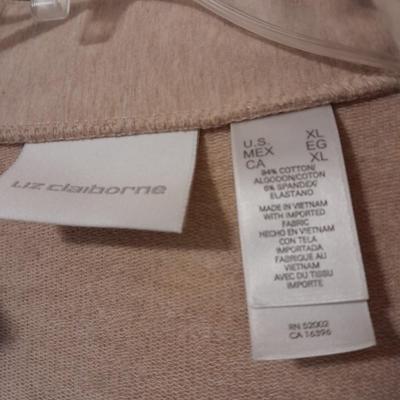 Liz claiborne
U.S. XL
MEX EG
CA XL
94% COTTON/
ALGODON/COTON
6% SPANDEX/
ELASTANO
MADE IN VIETNAM
WITH IMPORTED
FABRIC
HECHO EN VIETNAM
CON TELA
IMPORTADA
FABRIQUE AU
VIETNAM
AVEC DU TISSU
IMPORTE
RN 52002
CA 16396